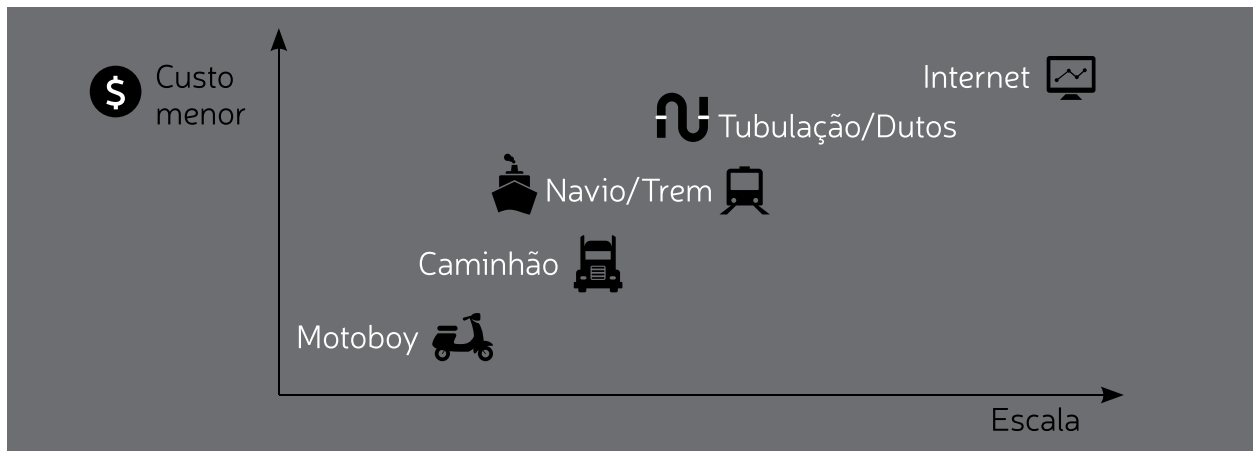 $ Custo
menor
Internet
Tubulação/Dutos
Navio/Trem
Caminhão
Motoboy
Escala